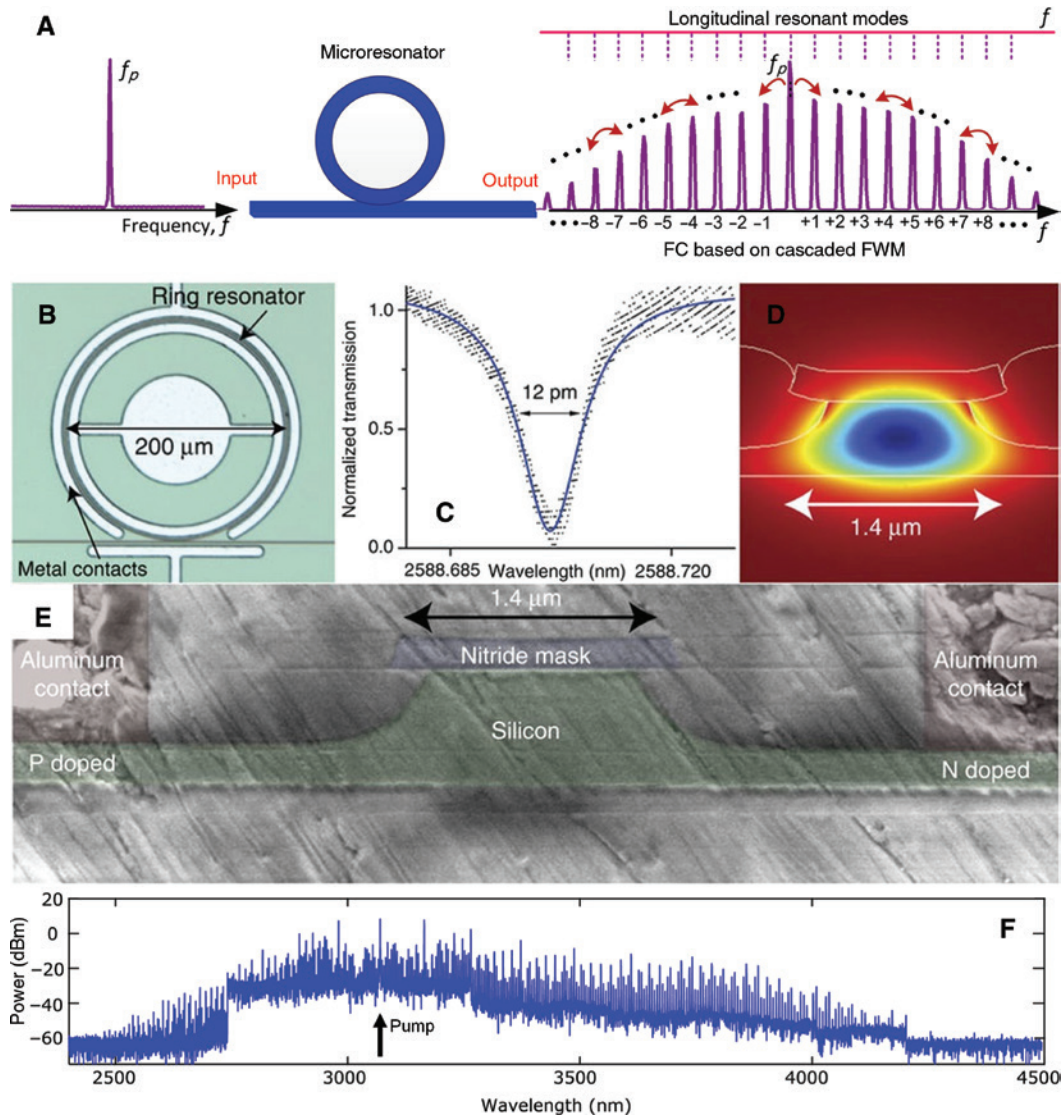 A
Longitudinal resonant modes
f
f_p
Microresonator
f_p
Input
Output
Frequency, f
−8 −7 −6 −5 −4 −3 −2 −1 +1 +2 +3 +4 +5 +6 +7 +8
f
FC based on cascaded FWM
B
Ring resonator
200 μm
Metal contacts
1.0
0.5
0.0
Normalized transmission
12 pm
C
2588.685 Wavelength (nm) 2588.720
D
1.4 μm
E
1.4 μm
Aluminum
contact
Nitride mask
Aluminum
contact
Silicon
P doped
N doped
20
0
−20
−40
−60
Power (dBm)
F
Pump
2500 3000 3500 4000 4500
Wavelength (nm)